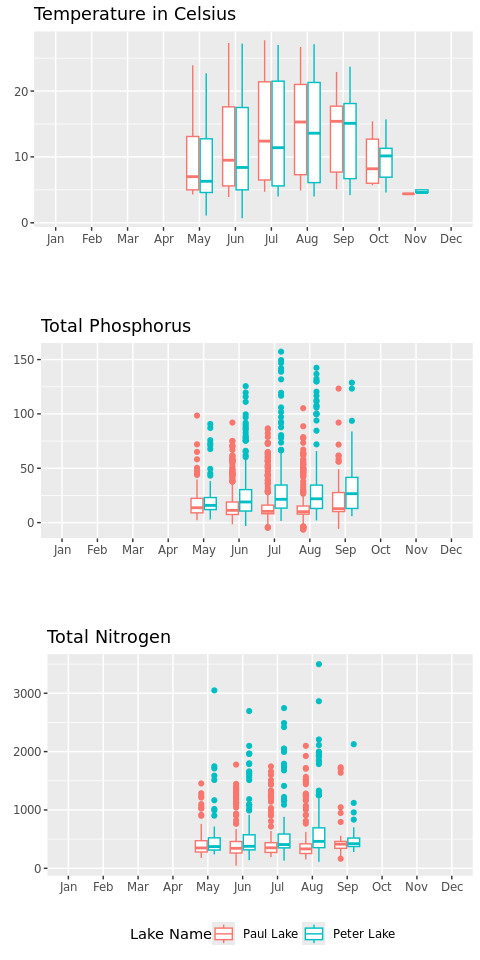 Temperature in Celsius
20
10
0
Jan Feb Mar Apr May Jun Jul Aug Sep Oct Nov Dec
Total Phosphorus
150
100
50
0
Jan Feb Mar Apr May Jun Jul Aug Sep Oct Nov Dec
Total Nitrogen
3000
2000
1000
0
Jan Feb Mar Apr May Jun Jul Aug Sep Oct Nov Dec
Lake Name Paul Lake Peter Lake